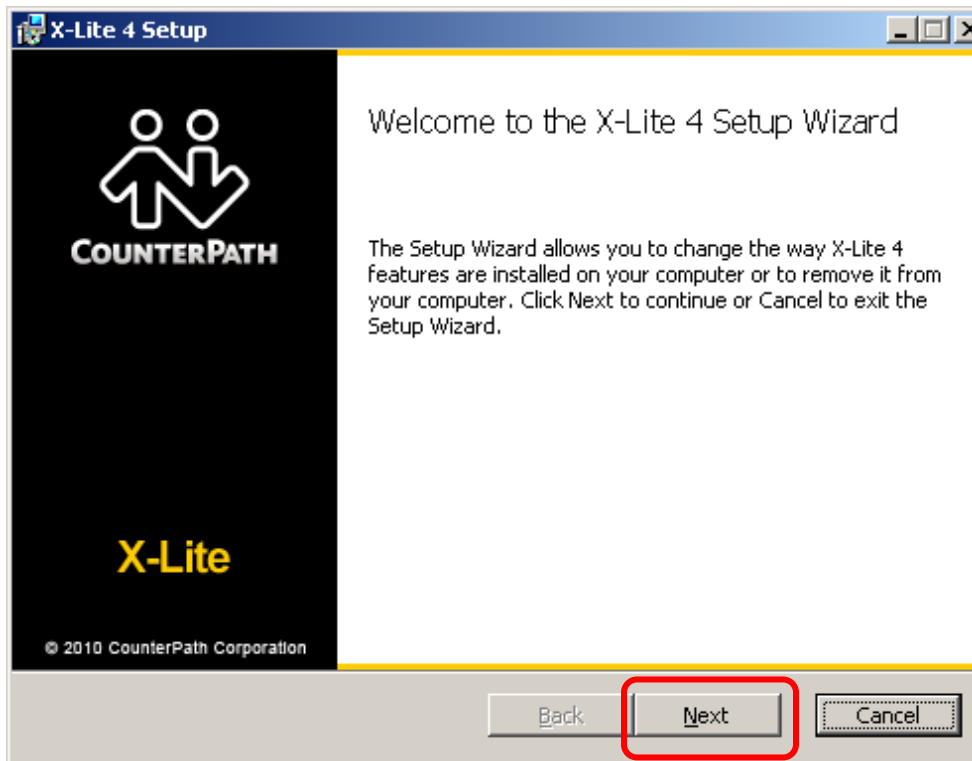 X-Lite 4 Setup
Welcome to the X-Lite 4 Setup Wizard
COUNTERPATH
The Setup Wizard allows you to change the way X-Lite 4
features are installed on your computer or to remove it from
your computer. Click Next to continue or Cancel to exit the
Setup Wizard.
X-Lite
© 2010 CounterPath Corporation
Back
Next
Cancel